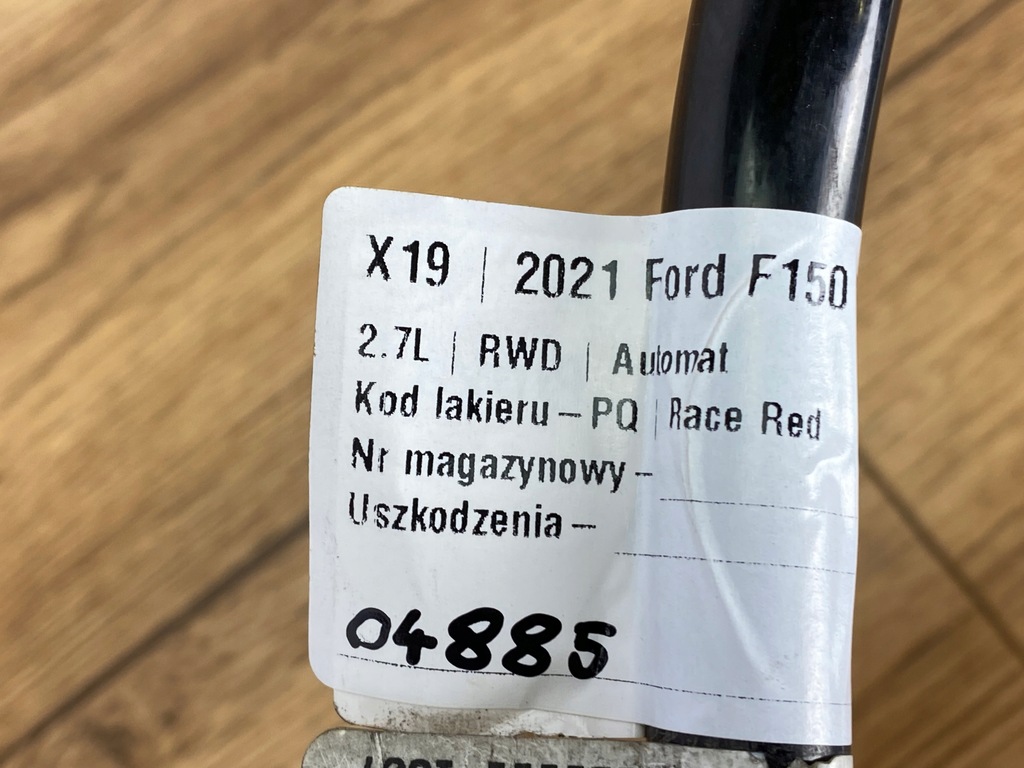 X19 | 2021 Ford F150
2.7L | RWD | Automat
Kod lakieru – PQ | Race Red
Nr magazynowy –
Uszkodzenia –
04885